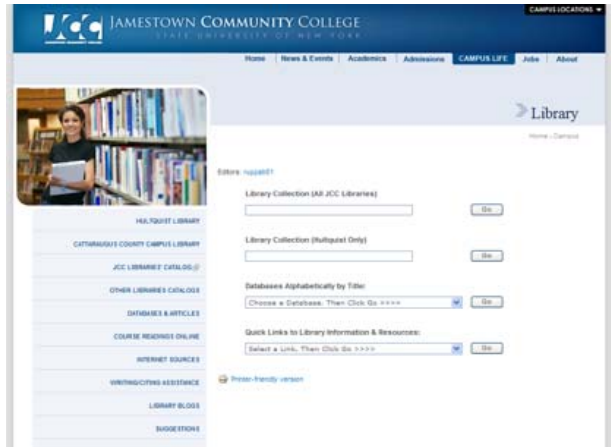 CAMPUS LOCATIONS
JCC JAMESTOWN COMMUNITY COLLEGE
STATE UNIVERSITY OF NEW YORK
Home News & Events Academics Admissions CAMPUS LIFE Jobs About
Library
Home > Campus
Editors:
Library Collection (All JCC Libraries)
Go
Library Collection (Hultquist Only)
Go
Databases Alphabetically by Title:
Choose a Database, Then Click Go >>>> Go
Quick Links to Library Information & Resources:
Select a Link, Then Click Go >>>> Go
Printer-friendly version
HULTQUIST LIBRARY
CATTARAUGUS COUNTY CAMPUS LIBRARY
JCC LIBRARIES' CATALOG
OTHER LIBRARIES CATALOGS
DATABASES & ARTICLES
COURSE READINGS ONLINE
INTERNET SOURCES
WRITING/CITING ASSISTANCE
LIBRARY BLOGS
SUGGESTIONS